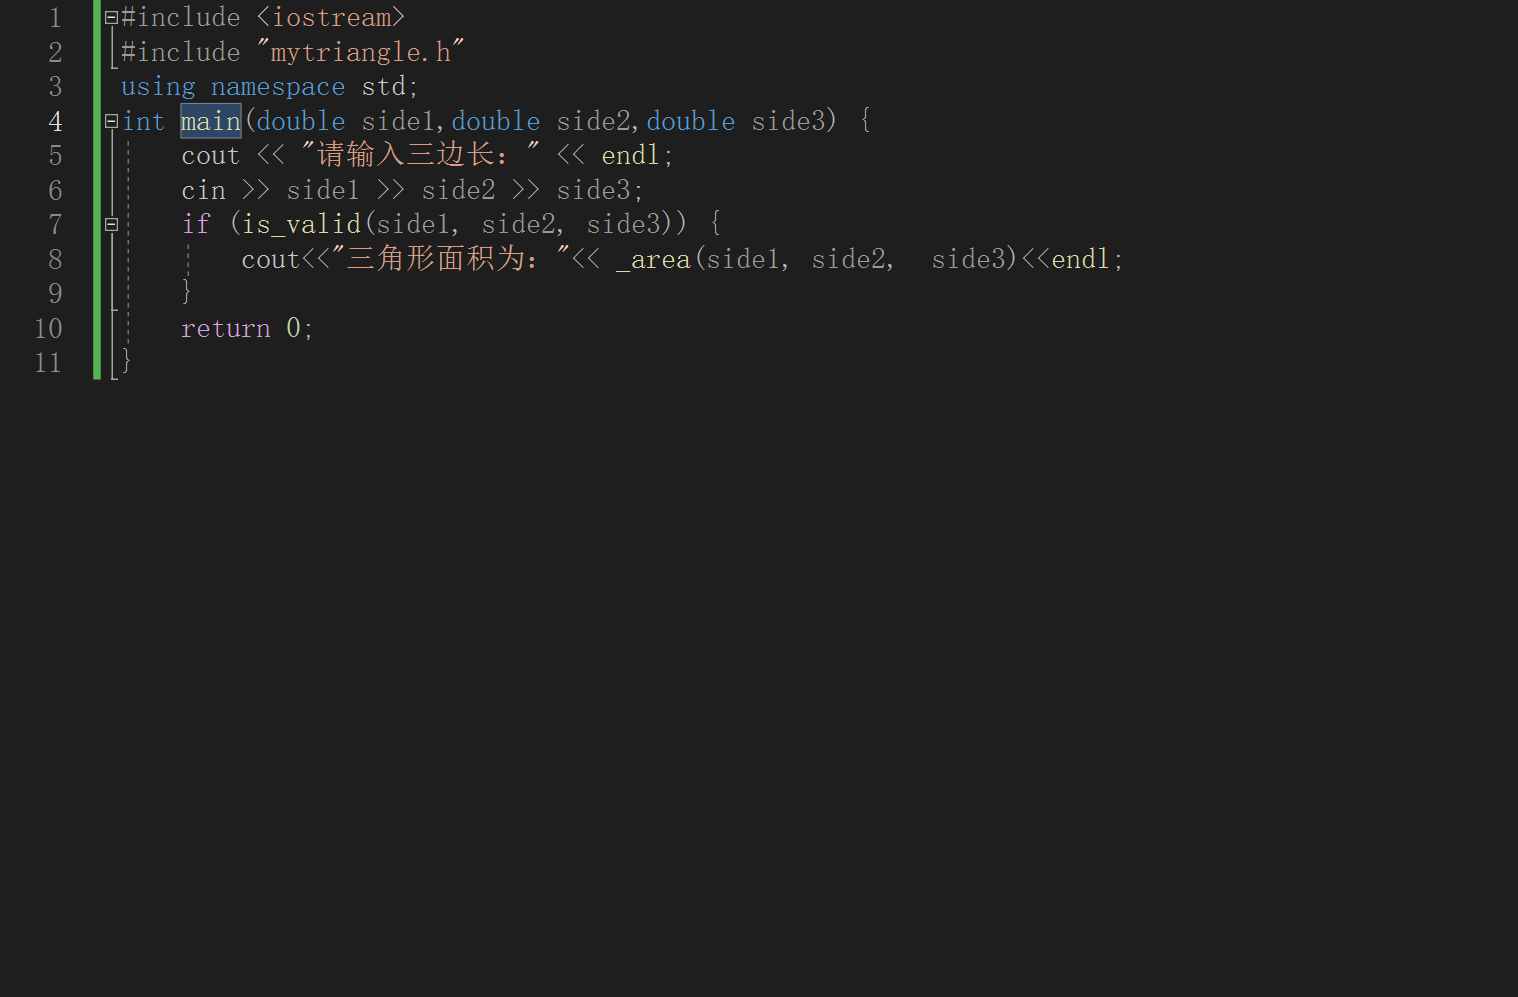 1 #include <iostream>
2 #include "mytriangle.h"
3 using namespace std;
4 int main(double side1,double side2,double side3) {
5 cout << "请输入三边长：" << endl;
6 cin >> side1 >> side2 >> side3;
7 if (is_valid(side1, side2, side3)) {
8 cout<<"三角形面积为："<< _area(side1, side2,  side3)<<endl;
9 }
10 return 0;
11 }